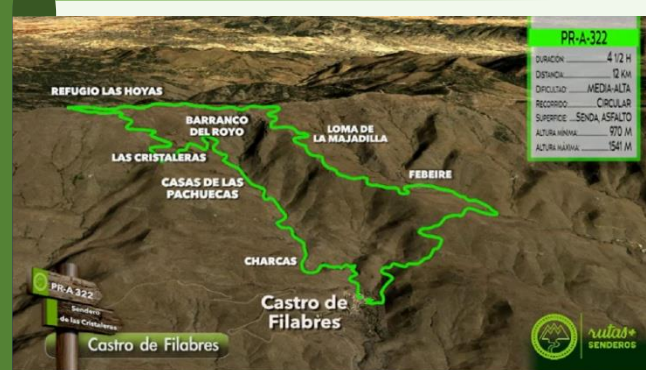 PR-A-322
DURACIÓN 4 1/2 H
DISTANCIA 12 KM
DIFICULTAD MEDIA-ALTA
RECORRIDO CIRCULAR
SUPERFICIE SENDA, ASFALTO
ALTURA MÍNIMA 970 M
ALTURA MÁXIMA 1541 M
REFUGIO LAS HOYAS
BARRANCO
DEL ROYO
LOMA DE
LA MAJADILLA
LAS CRISTALERAS
FEBEIRE
CASAS DE LAS
PACHUECAS
CHARCAS
Castro de
Filabres
PR-A 322
Sendero
de las Cristaleras
Castro de Filabres
rutas+
SENDEROS